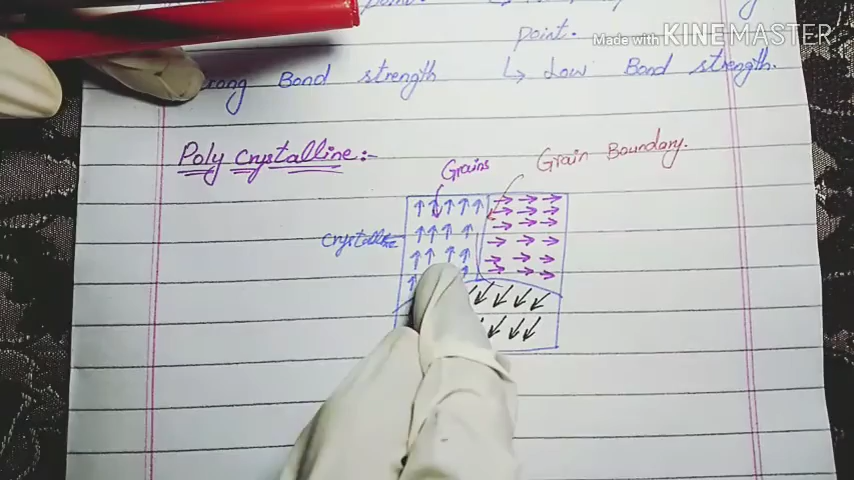 point.
Made with KINEMASTER
Bond strength
↳ Low Bond strength.
Poly Crystalline:-
Grains
Grain Boundary.
Crystalline